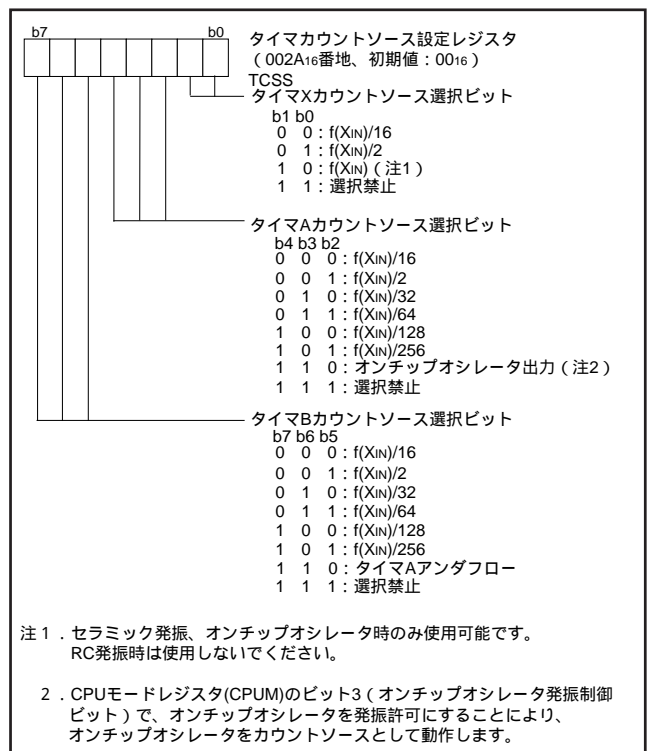 b7 b0
タイマカウントソース設定レジスタ
(002A16番地、初期値：0016)
TCSS
タイマXカウントソース選択ビット
b1 b0
0 0：f(XIN)/16
0 1：f(XIN)/2
1 0：f(XIN)(注1)
1 1：選択禁止
タイマAカウントソース選択ビット
b4 b3 b2
0 0 0：f(XIN)/16
0 0 1：f(XIN)/2
0 1 0：f(XIN)/32
0 1 1：f(XIN)/64
1 0 0：f(XIN)/128
1 0 1：f(XIN)/256
1 1 0：オンチップオシレータ出力(注2)
1 1 1：選択禁止
タイマBカウントソース選択ビット
b7 b6 b5
0 0 0：f(XIN)/16
0 0 1：f(XIN)/2
0 1 0：f(XIN)/32
0 1 1：f(XIN)/64
1 0 0：f(XIN)/128
1 0 1：f(XIN)/256
1 1 0：タイマAアンダフロー
1 1 1：選択禁止
注1．セラミック発振、オンチップオシレータ時のみ使用可能です。
RC発振時は使用しないでください。
2．CPUモードレジスタ(CPUM)のビット3(オンチップオシレータ発振制御
ビット)で、オンチップオシレータを発振許可にすることにより、
オンチップオシレータをカウントソースとして動作します。